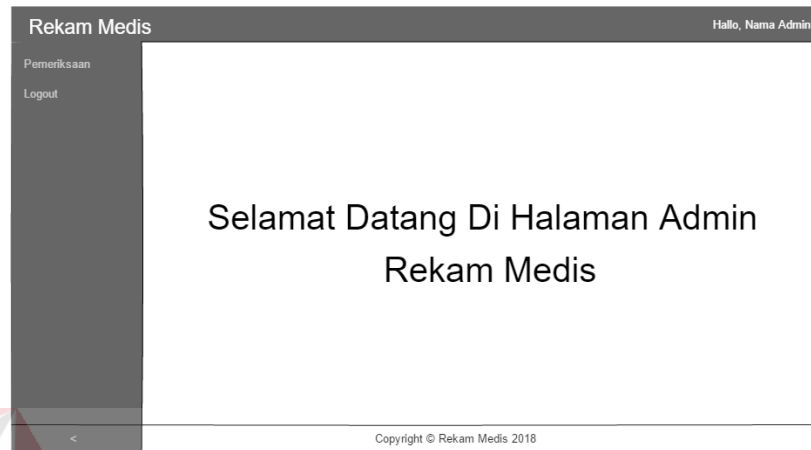 Rekam Medis
Hallo, Nama Admin
Pemeriksaan
Logout
Selamat Datang Di Halaman Admin
Rekam Medis
<
Copyright © Rekam Medis 2018